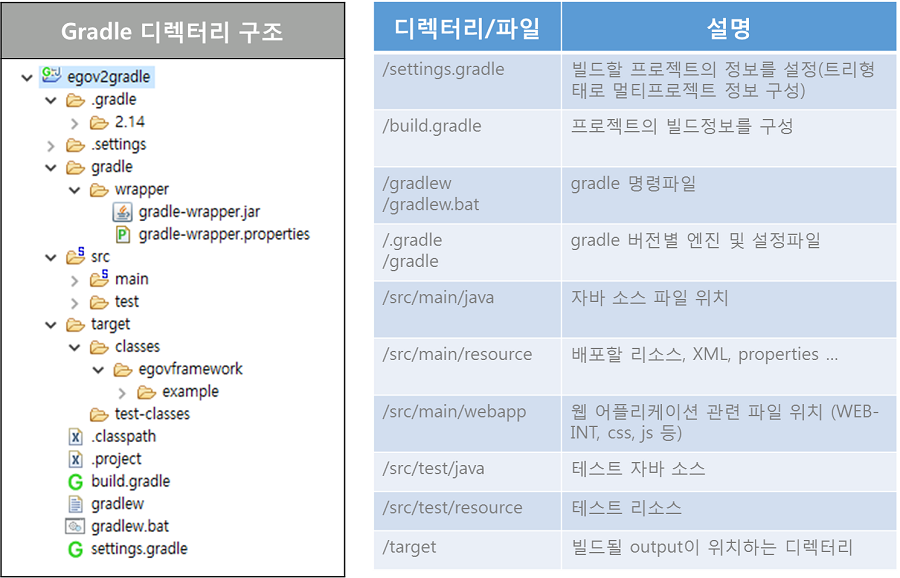 Gradle 디렉터리 구조
egov2gradle
.gradle
2.14
.settings
gradle
wrapper
gradle-wrapper.jar
gradle-wrapper.properties
src
main
test
target
classes
egovframework
example
test-classes
.classpath
.project
build.gradle
gradlew
gradlew.bat
settings.gradle
디렉터리/파일 설명
/settings.gradle 빌드할 프로젝트의 정보를 설정(트리형
태로 멀티프로젝트 정보 구성)
/build.gradle 프로젝트의 빌드정보를 구성
/gradlew gradle 명령파일
/gradlew.bat
/.gradle gradle 버전별 엔진 및 설정파일
/gradle
/src/main/java 자바 소스 파일 위치
/src/main/resource 배포할 리소스, XML, properties ...
/src/main/webapp 웹 어플리케이션 관련 파일 위치 (WEB-
INT, css, js 등)
/src/test/java 테스트 자바 소스
/src/test/resource 테스트 리소스
/target 빌드될 output이 위치하는 디렉터리